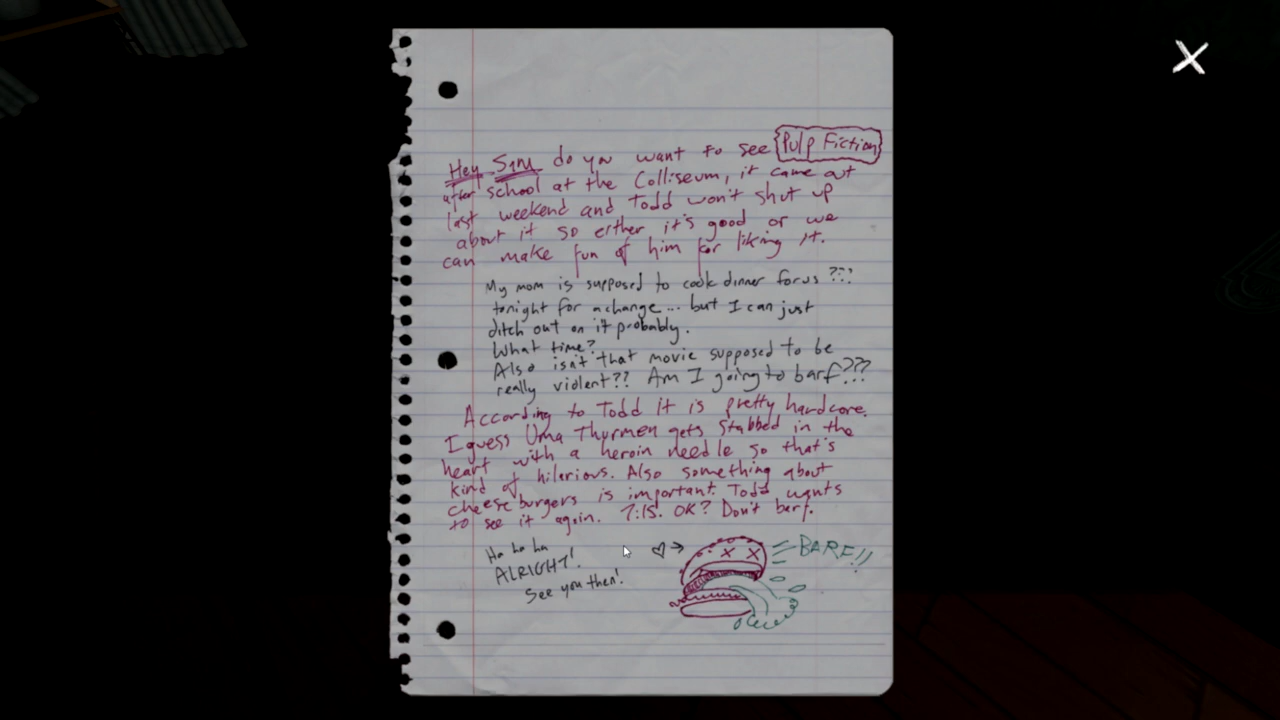 Hey Sam do you want to see Pulp Fiction
after school at the Colliseum, it came out
last weekend and Todd won't shut up
about it so either it's good or we
can make fun of him for liking it.
My mom is supposed to cook dinner for us ???
tonight for a change... but I can just
ditch out on it probably.
What time?
Also isn't that movie supposed to be
really violent?? Am I going to barf???
According to Todd it is pretty hardcore.
I guess Uma Thurmen gets stabbed in the
heart with a heroin needle so that's
kind of hilarious. Also something about
cheeseburgers is important. Todd wants
to see it again. 7:15. OK? Don't barf.
Ha ha ha
ALRIGHT!
See you then!
BARF!!